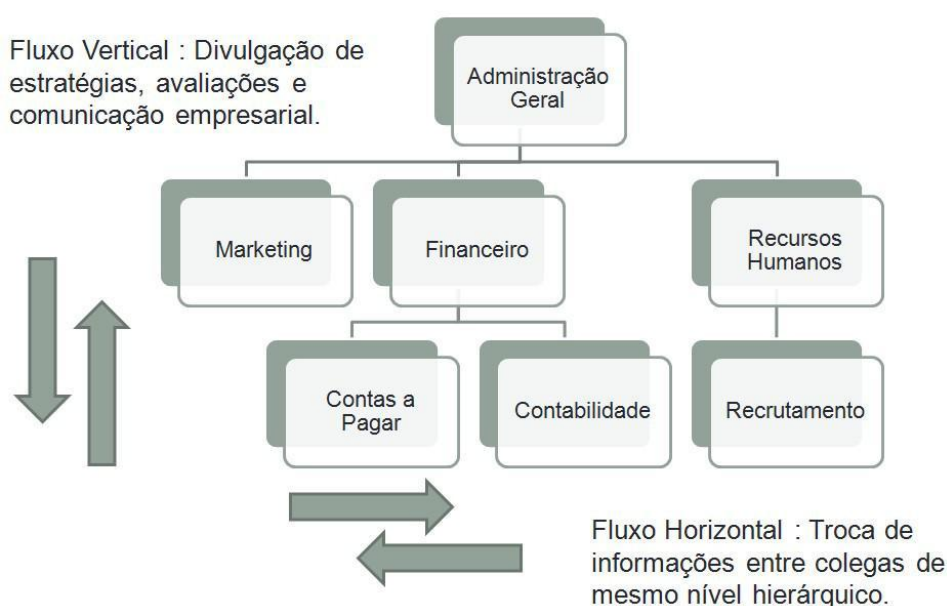 Fluxo Vertical : Divulgação de
estratégias, avaliações e
comunicação empresarial.
Administração
Geral
Marketing
Financeiro
Recursos
Humanos
Contas a
Pagar
Contabilidade
Recrutamento
Fluxo Horizontal : Troca de
informações entre colegas de
mesmo nível hierárquico.